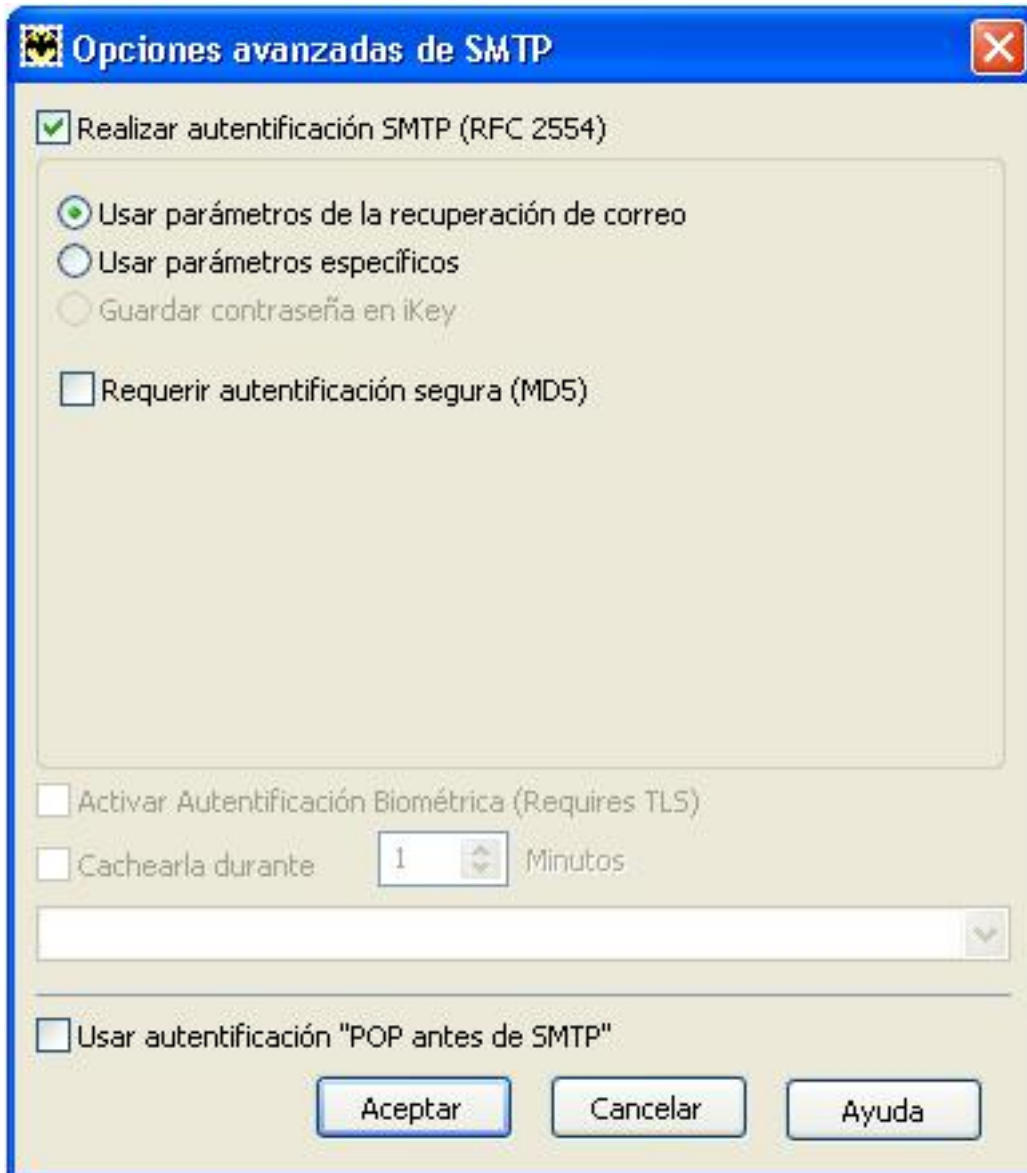 Opciones avanzadas de SMTP
Realizar autentificación SMTP (RFC 2554)
Usar parámetros de la recuperación de correo
Usar parámetros específicos
Guardar contraseña en iKey
Requerir autentificación segura (MD5)
Activar Autentificación Biométrica (Requires TLS)
Cachearla durante 1 Minutos
Usar autentificación "POP antes de SMTP"
Aceptar Cancelar Ayuda